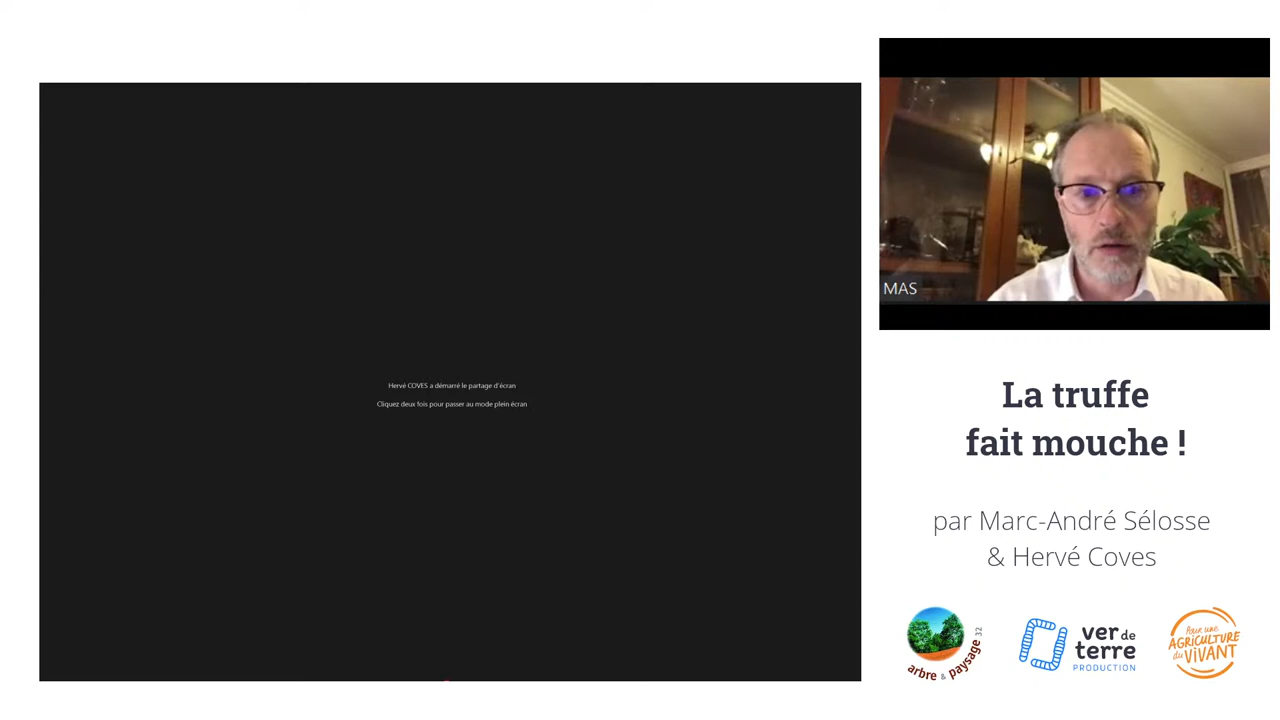 Hervé COVES a démarré le partage d'écran
Cliquez deux fois pour passer au mode plein écran
MAS
La truffe
fait mouche !
par Marc-André Sélosse
& Hervé Coves
arbre & paysage 32
ver de
terre
PRODUCTION
Pour une
AGRICULTURE
du VIVANT